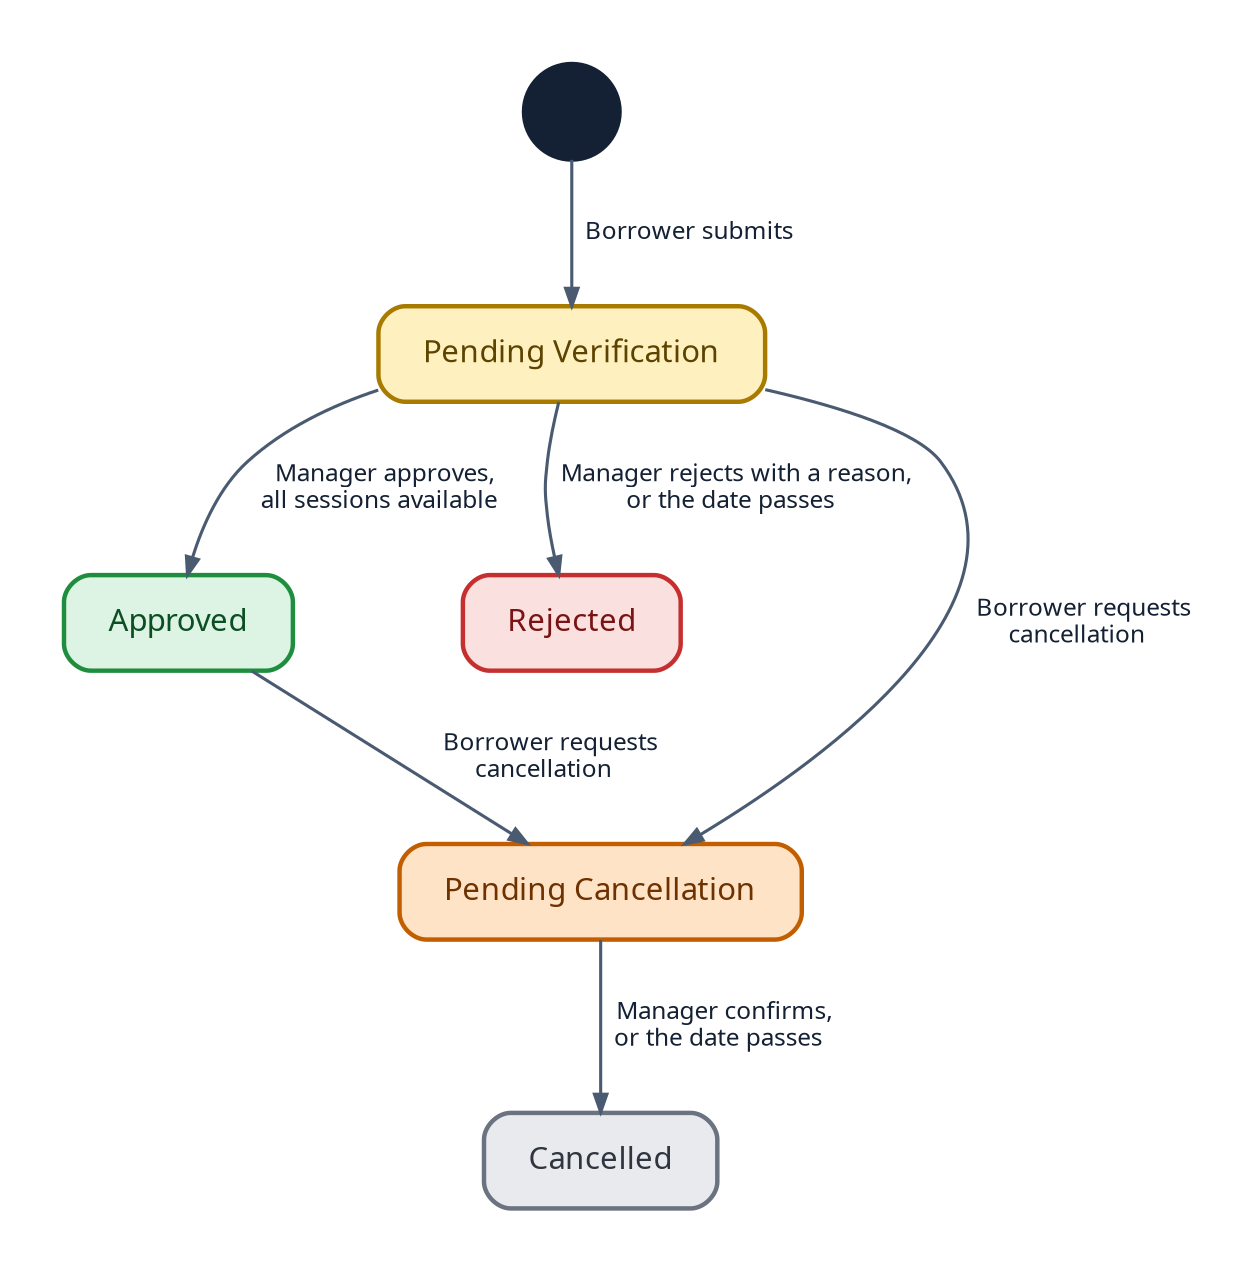 Borrower submits
Pending Verification
Manager approves,
all sessions available
Manager rejects with a reason,
or the date passes
Borrower requests
cancellation
Approved
Rejected
Borrower requests
cancellation
Pending Cancellation
Manager confirms,
or the date passes
Cancelled